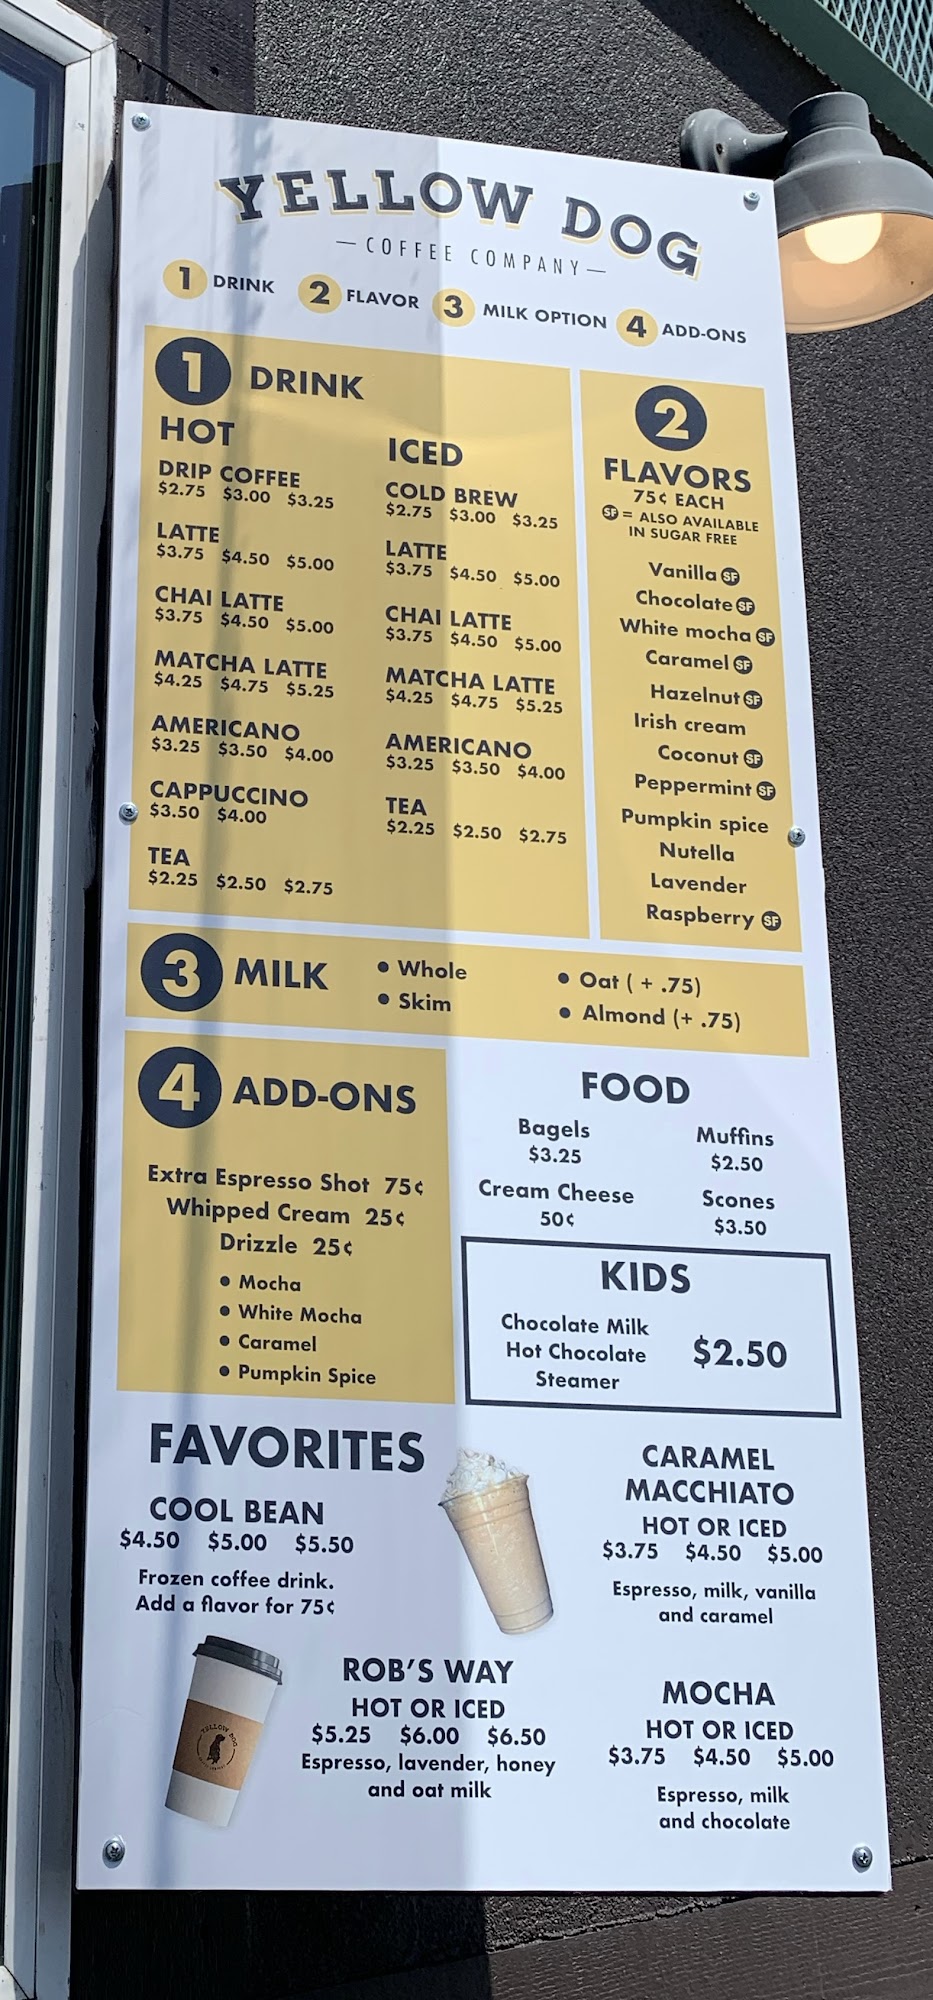 YELLOW DOG
— COFFEE COMPANY —
1 DRINK 2 FLAVOR 3 MILK OPTION 4 ADD-ONS
1 DRINK
HOT
DRIP COFFEE
$2.75 $3.00 $3.25
LATTE
$3.75 $4.50 $5.00
CHAI LATTE
$3.75 $4.50 $5.00
MATCHA LATTE
$4.25 $4.75 $5.25
AMERICANO
$3.25 $3.50 $4.00
CAPPUCCINO
$3.50 $4.00
TEA
$2.25 $2.50 $2.75
ICED
COLD BREW
$2.75 $3.00 $3.25
LATTE
$3.75 $4.50 $5.00
CHAI LATTE
$3.75 $4.50 $5.00
MATCHA LATTE
$4.25 $4.75 $5.25
AMERICANO
$3.25 $3.50 $4.00
TEA
$2.25 $2.50 $2.75
2
FLAVORS
75¢ EACH
SF = ALSO AVAILABLE
IN SUGAR FREE
Vanilla SF
Chocolate SF
White mocha SF
Caramel SF
Hazelnut SF
Irish cream
Coconut SF
Peppermint SF
Pumpkin spice
Nutella
Lavender
Raspberry SF
3 MILK
• Whole
• Skim
• Oat ( + .75)
• Almond (+ .75)
4 ADD-ONS
Extra Espresso Shot 75¢
Whipped Cream 25¢
Drizzle 25¢
• Mocha
• White Mocha
• Caramel
• Pumpkin Spice
FOOD
Bagels
$3.25
Cream Cheese
50¢
Muffins
$2.50
Scones
$3.50
KIDS
Chocolate Milk
Hot Chocolate
Steamer
$2.50
FAVORITES
COOL BEAN
$4.50 $5.00 $5.50
Frozen coffee drink.
Add a flavor for 75¢
CARAMEL
MACCHIATO
HOT OR ICED
$3.75 $4.50 $5.00
Espresso, milk, vanilla
and caramel
YELLOW DOG
ROB'S WAY
HOT OR ICED
$5.25 $6.00 $6.50
Espresso, lavender, honey
and oat milk
MOCHA
HOT OR ICED
$3.75 $4.50 $5.00
Espresso, milk
and chocolate